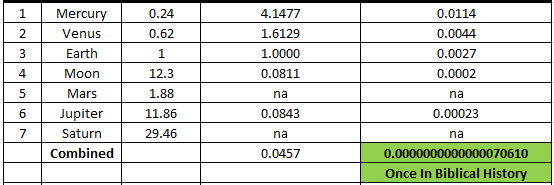 1 Mercury 0.24 4.1477 0.0114
2 Venus 0.62 1.6129 0.0044
3 Earth 1 1.0000 0.0027
4 Moon 12.3 0.0811 0.0002
5 Mars 1.88 na na
6 Jupiter 11.86 0.0843 0.00023
7 Saturn 29.46 na na
Combined 0.0457 0.0000000000000070610
Once In Biblical History